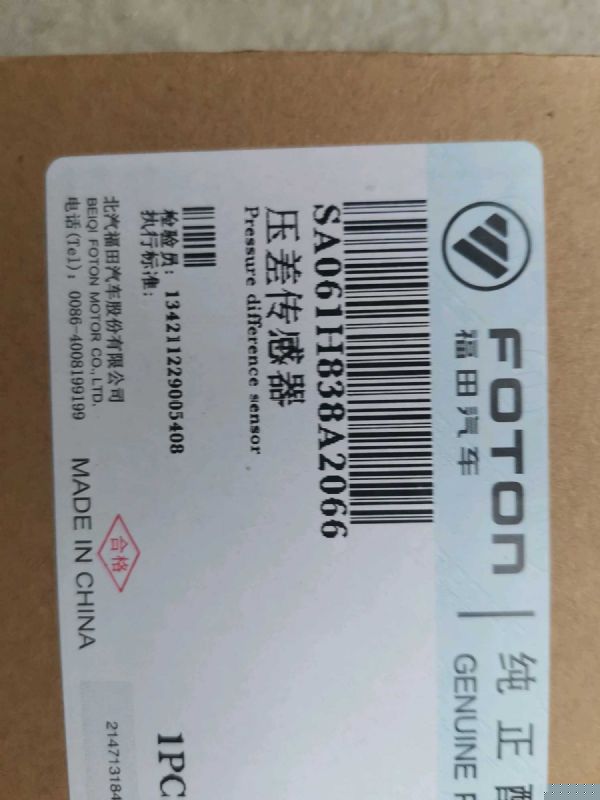 FOTON
福田汽车
纯正
GENUINE
SA061H838A2066
压差传感器
Pressure difference sensor
1PC
检验员: 134211229005408
执行标准:
北汽福田汽车股份有限公司
BEIQI FOTON MOTOR CO., LTD.
电话(Tel): 0086-4008199199
合格
MADE IN CHINA
214713184